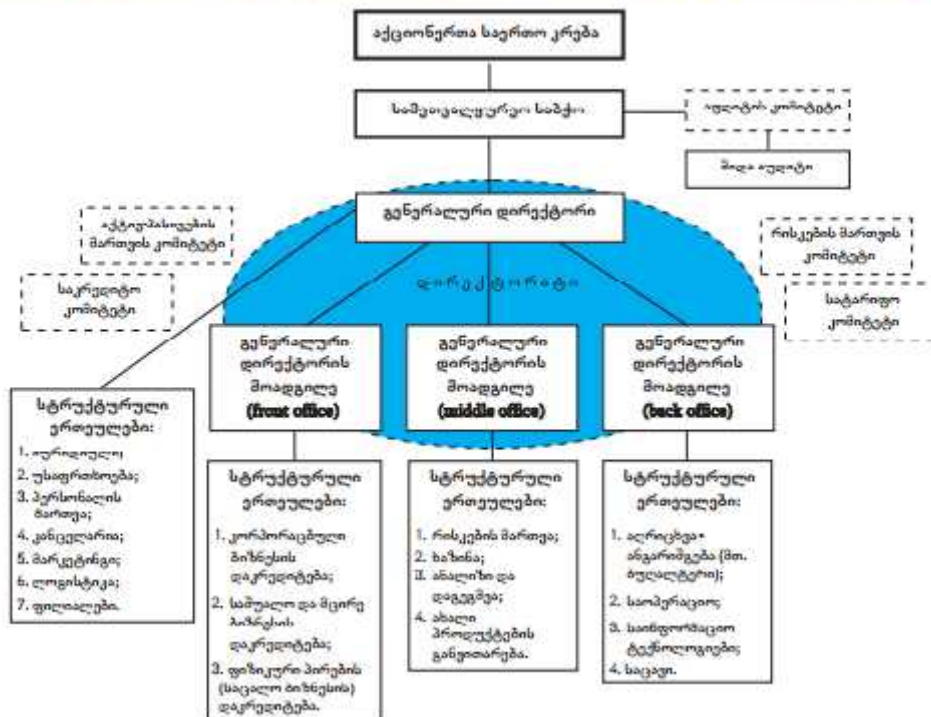 აქციონერთა საერთო კრება
სამეთვალყურეო საბჭო
აუდიტის კომიტეტი
შიდა აუდიტი
გენერალური დირექტორი
აქტივ-პასივების
მართვის კომიტეტი
საკრედიტო
კომიტეტი
რისკების მართვის
კომიტეტი
სატარიფო
კომიტეტი
დირექტორატი
გენერალური
დირექტორის
მოადგილე
(front office)
გენერალური
დირექტორის
მოადგილე
(middle office)
გენერალური
დირექტორის
მოადგილე
(back office)
სტრუქტურული
ერთეულები:
1. იურიდიული;
2. უსაფრთხოება;
3. პერსონალის
მართვა;
4. კანცელარია;
5. მარკეტინგი;
6. ლოგისტიკა;
7. ფილიალები.
სტრუქტურული
ერთეულები:
1. კორპორაციული
ბიზნესის
დაკრედიტება;
2. საშუალო და მცირე
ბიზნესის
დაკრედიტება;
3. ფიზიკური პირების
(საცალო ბიზნესის)
დაკრედიტება.
სტრუქტურული
ერთეულები:
1. რისკების მართვა;
2. ხაზინა;
3. ანალიზი და
დაგეგმვა;
4. ახალი
პროდუქტების
განვითარება.
სტრუქტურული
ერთეულები:
1. აღრიცხვა-
ანგარიშგება (მთ.
ბუღალტერი);
2. საოპერაციო;
3. საინფორმაციო
ტექნოლოგიები;
4. საცავი.